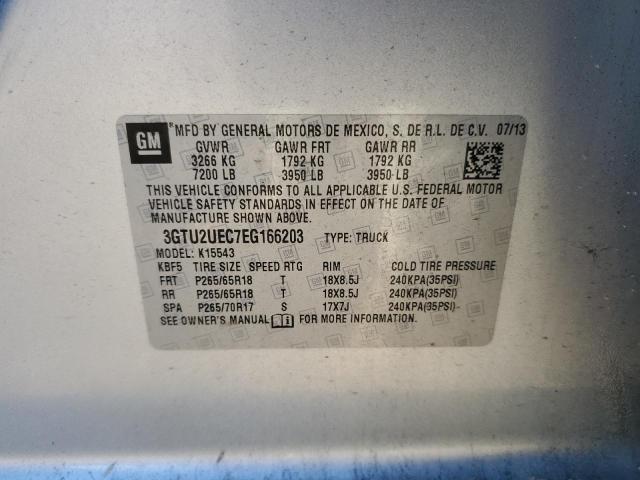 GM *MFD BY GENERAL MOTORS DE MEXICO, S. DE R.L. DE C.V. 07/13
GVWR GAWR FRT GAWR RR
3266 KG 1792 KG 1792 KG
7200 LB 3950 LB 3950 LB
THIS VEHICLE CONFORMS TO ALL APPLICABLE U.S. FEDERAL MOTOR
VEHICLE SAFETY STANDARDS IN EFFECT ON THE DATE OF
MANUFACTURE SHOWN ABOVE.
3GTU2UEC7EG166203 TYPE: TRUCK
MODEL: K15543
KBF5 TIRE SIZE SPEED RTG RIM COLD TIRE PRESSURE
FRT P265/65R18 T 18X8.5J 240KPA(35PSI)
RR P265/65R18 T 18X8.5J 240KPA(35PSI)
SPA P265/70R17 S 17X7J 240KPA(35PSI)-
SEE OWNER'S MANUAL FOR MORE INFORMATION.